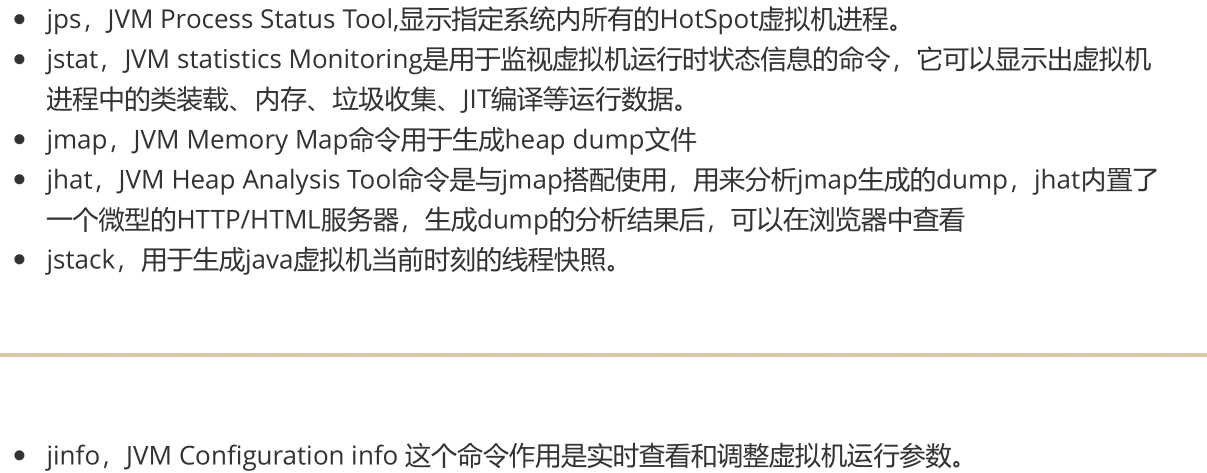 • jps，JVM Process Status Tool,显示指定系统内所有的HotSpot虚拟机进程。
• jstat，JVM statistics Monitoring是用于监视虚拟机运行时状态信息的命令，它可以显示出虚拟机
进程中的类装载、内存、垃圾收集、JIT编译等运行数据。
• jmap，JVM Memory Map命令用于生成heap dump文件
• jhat，JVM Heap Analysis Tool命令是与jmap搭配使用，用来分析jmap生成的dump，jhat内置了
一个微型的HTTP/HTML服务器，生成dump的分析结果后，可以在浏览器中查看
• jstack，用于生成java虚拟机当前时刻的线程快照。
• jinfo，JVM Configuration info 这个命令作用是实时查看和调整虚拟机运行参数。